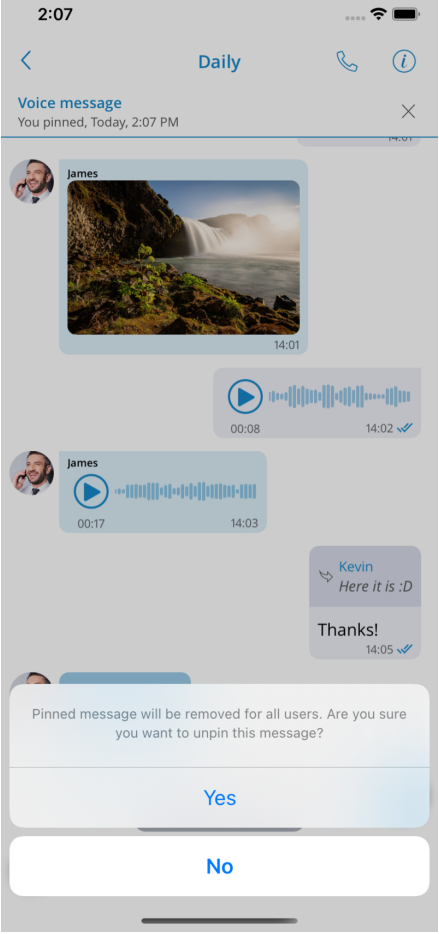 2:07
Daily
Voice message
You pinned, Today, 2:07 PM
14:01
James
14:01
00:08
14:02
James
00:17
14:03
Kevin
Here it is :D
Thanks!
14:05
Pinned message will be removed for all users. Are you sure
you want to unpin this message?
Yes
No